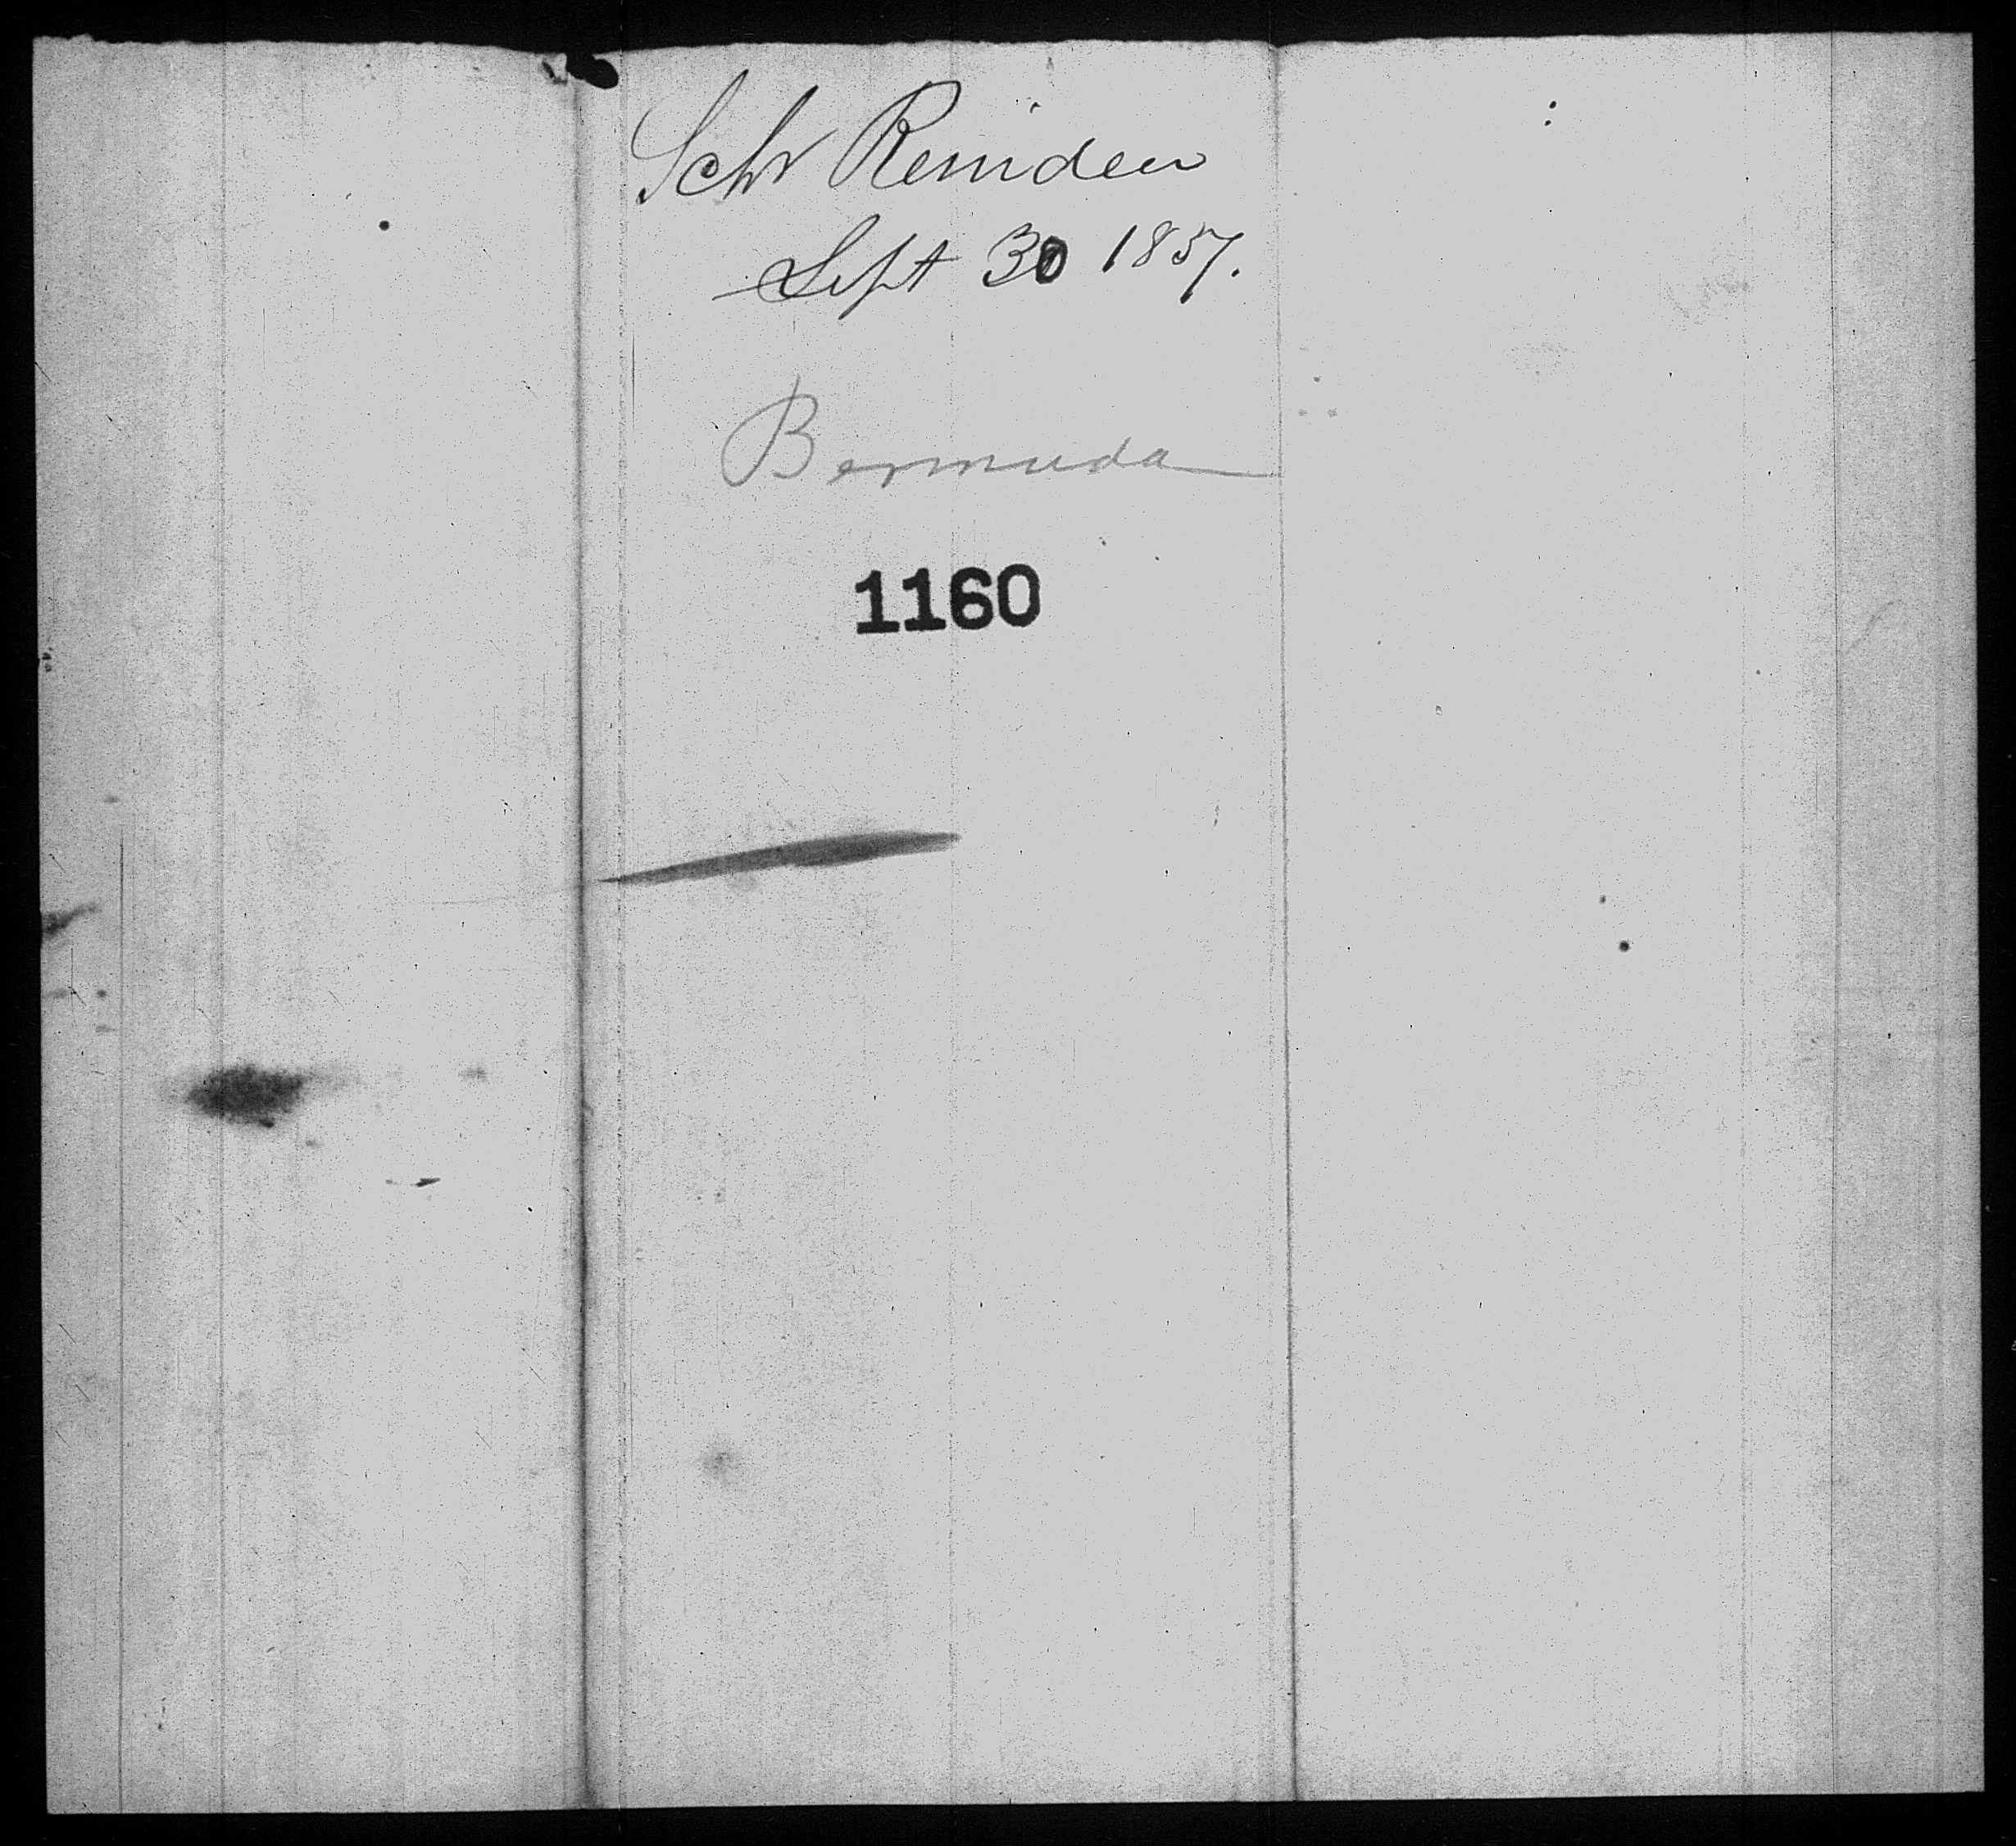 Schr Reindeer
Sept 30 1857.
Bermuda
1160